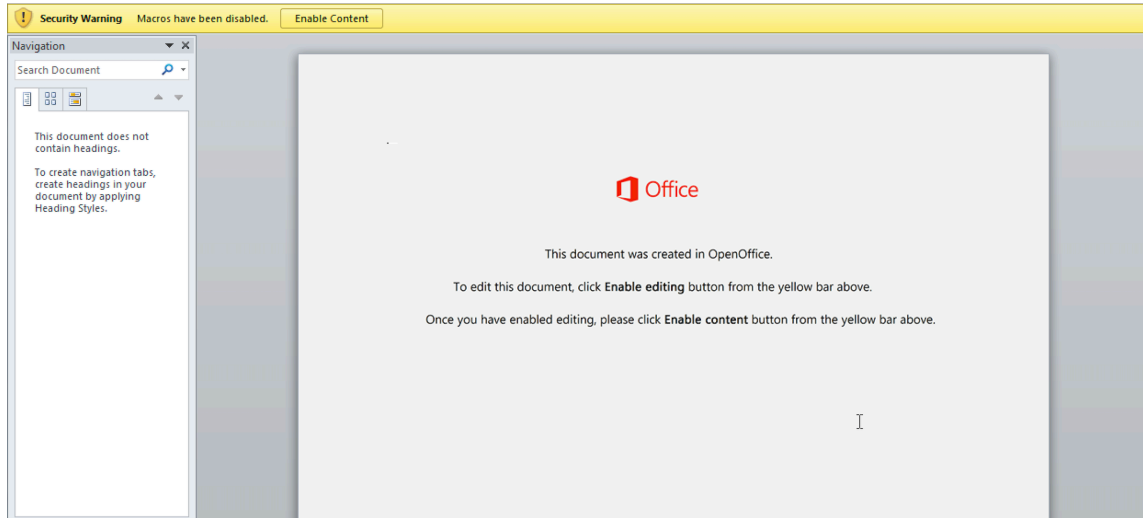 Security Warning Macros have been disabled. Enable Content
Navigation
Search Document
This document does not
contain headings.
To create navigation tabs,
create headings in your
document by applying
Heading Styles.
Office
This document was created in OpenOffice.
To edit this document, click Enable editing button from the yellow bar above.
Once you have enabled editing, please click Enable content button from the yellow bar above.